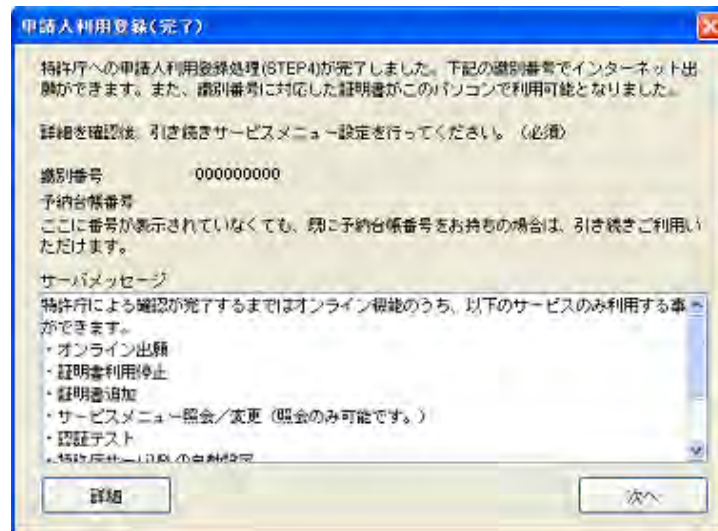 申請人利用登録(完了)
特許庁への申請人利用登録処理(STEP4)が完了しました。下記の識別番号でインターネット出
願ができます。また、識別番号に対応した証明書がこのパソコンで利用可能となりました。
詳細を確認後、引き続きサービスメニュー設定を行ってください。（必須）
識別番号 000000000
予納台帳番号
ここに番号が表示されていなくても、既に予納台帳番号をお持ちの場合は、引き続きご利用い
ただけます。
サーバメッセージ
特許庁による確認が完了するまではオンライン機能のうち、以下のサービスのみ利用する事
ができます。
・オンライン出願
・証明書利用停止
・証明書追加
・サービスメニュー照会／変更（照会のみ可能です。）
・認証テスト
詳細
次へ